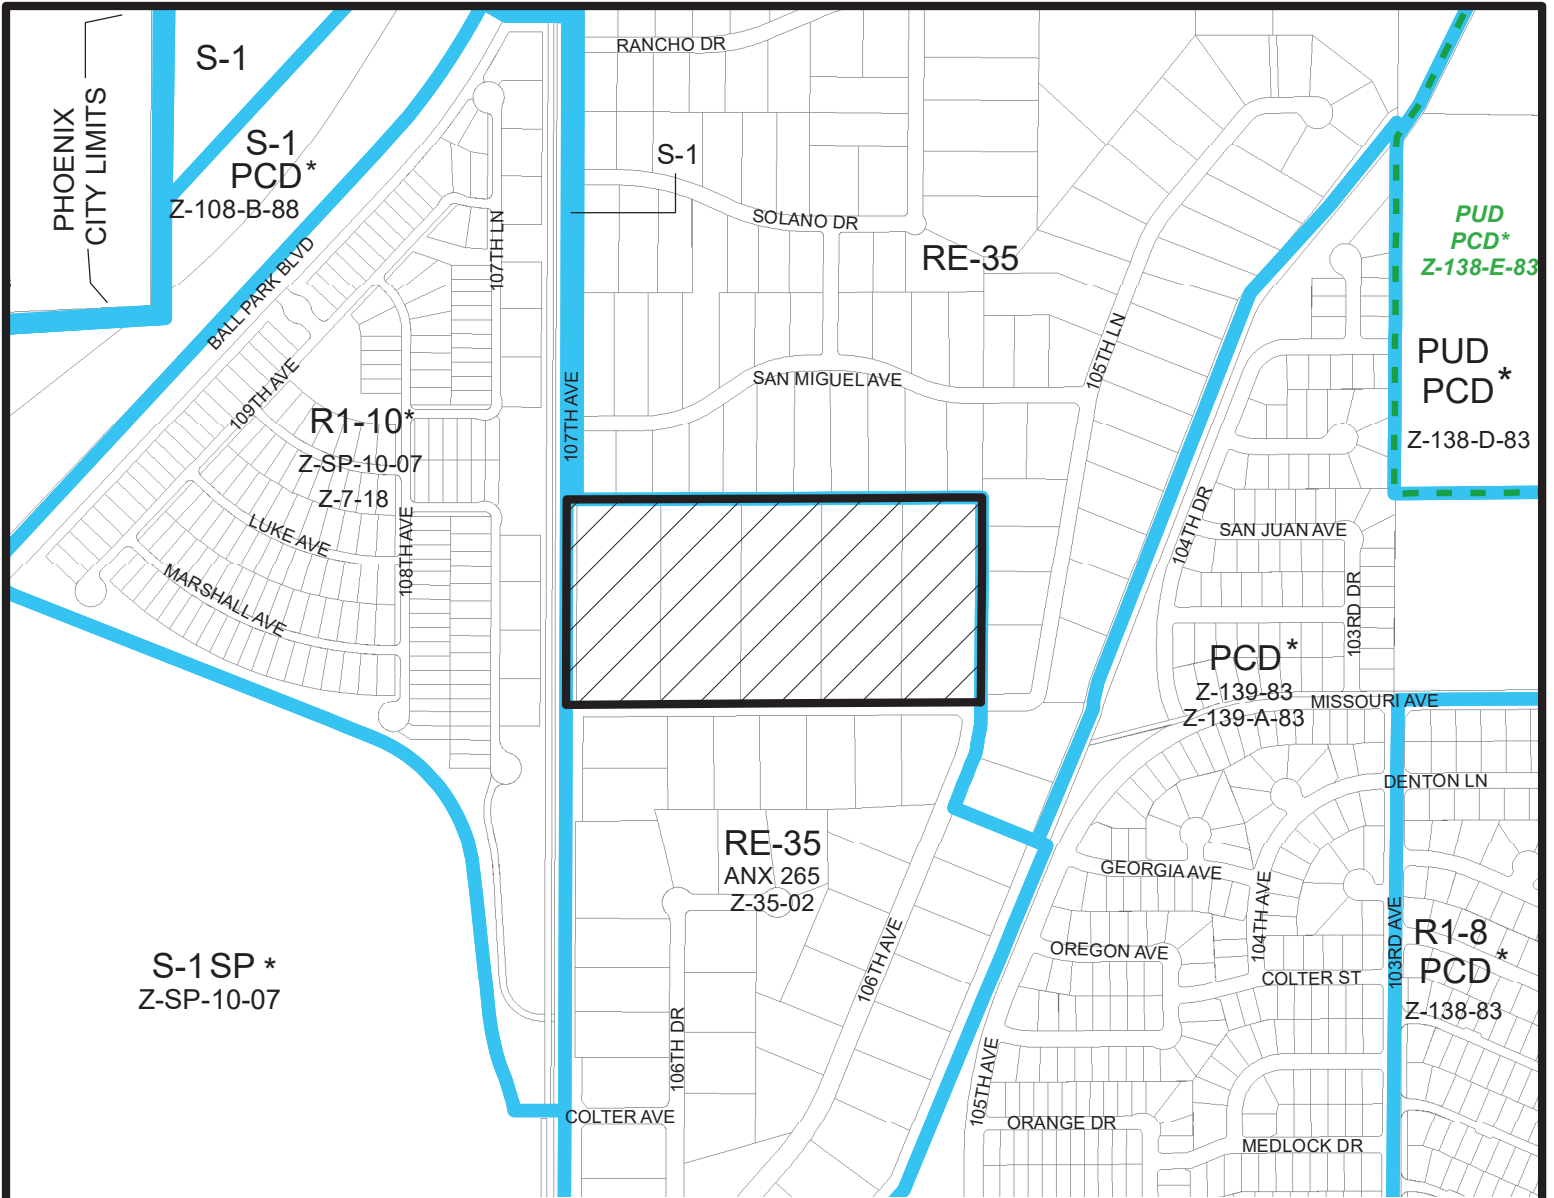 RANCHO DR
S-1
PHOENIX
CITY LIMITS
S-1
PCD*
Z-108-B-88
S-1
SOLANO DR
RE-35
107TH LN
BALL PARK BLVD
PUD
PCD*
Z-138-E-83
PUD
PCD*
Z-138-D-83
105TH LN
SAN MIGUEL AVE
109TH AVE
R1-10*
Z-SP-10-07
Z-7-18
107TH AVE
LUKE AVE
108TH AVE
MARSHALL AVE
104TH DR
SAN JUAN AVE
103RD DR
PCD*
Z-139-83
Z-139-A-83
MISSOURI AVE
DENTON LN
RE-35
ANX 265
Z-35-02
GEORGIA AVE
104TH AVE
103RD AVE
R1-8
PCD*
Z-138-83
OREGON AVE
COLTER ST
106TH AVE
S-1 SP *
Z-SP-10-07
106TH DR
105TH AVE
COLTER AVE
ORANGE DR
MEDLOCK DR